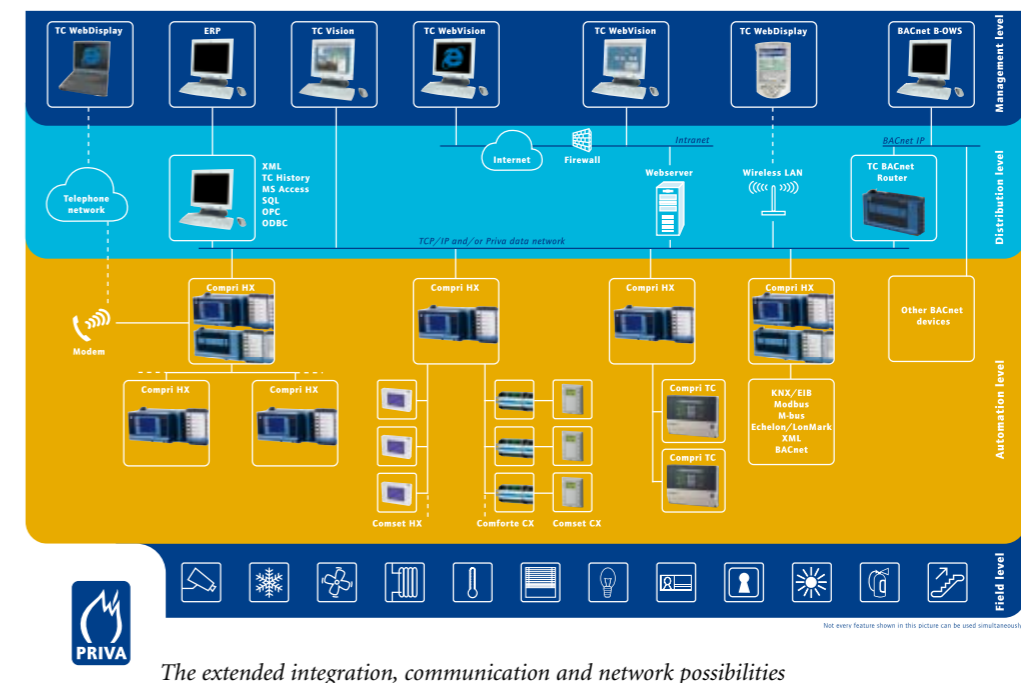 TC WebDisplay
ERP
TC Vision
TC WebVision
TC WebVision
TC WebDisplay
BACnet B-OWS
Management level
Internet
Firewall
Intranet
BACnet IP
Telephone
network
XML
TC History
MS Access
SQL
OPC
ODBC
Webserver
Wireless LAN
TC BACnet
Router
Distribution level
TCP/IP and/or Priva data network
Compri HX
Compri HX
Compri HX
Compri HX
Other BACnet
devices
Modem
Compri HX
Compri HX
Compri TC
Compri TC
KNX/EIB
Modbus
M-bus
Echelon/LonMark
XML
BACnet
Automation level
Comset HX
Comforte CX
Comset CX
Field level
Not every feature shown in this picture can be used simultaneously
PRIVA
The extended integration, communication and network possibilities